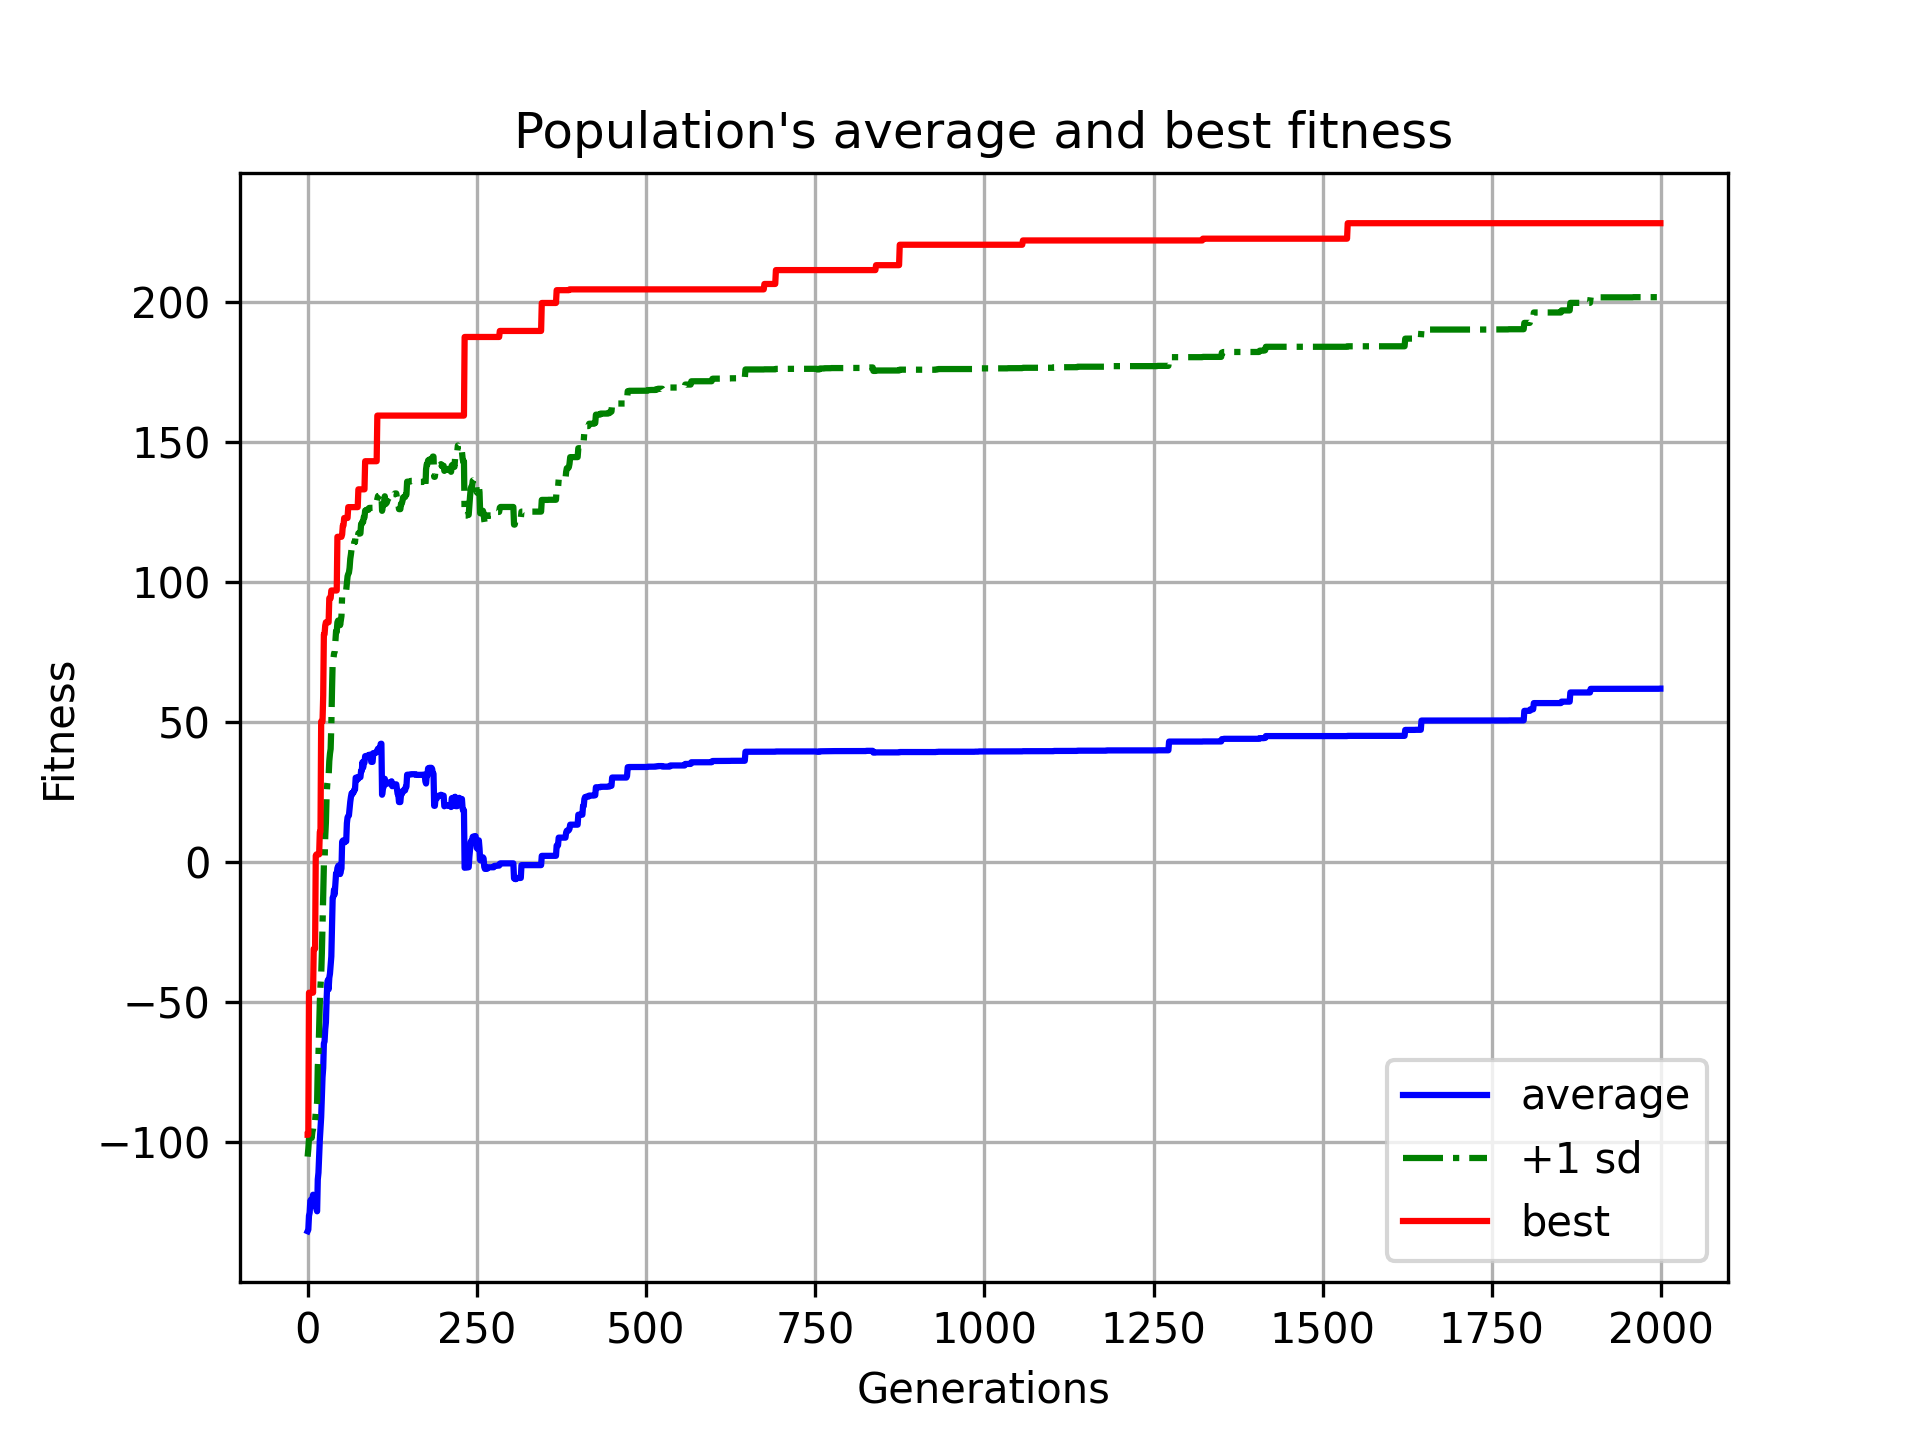 Population's average and best fitness
Fitness
200
150
100
50
0
−50
−100
0 250 500 750 1000 1250 1500 1750 2000
Generations
average
+1 sd
best